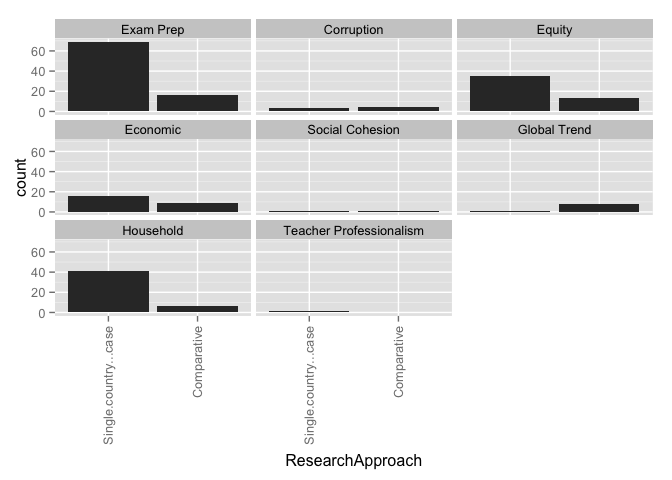 Exam Prep
Corruption
Equity
60
40
20
0
Economic
Social Cohesion
Global Trend
60
40
20
0
count
Household
Teacher Professionalism
60
40
20
0
Single.country...case
Comparative
Single.country...case
Comparative
ResearchApproach